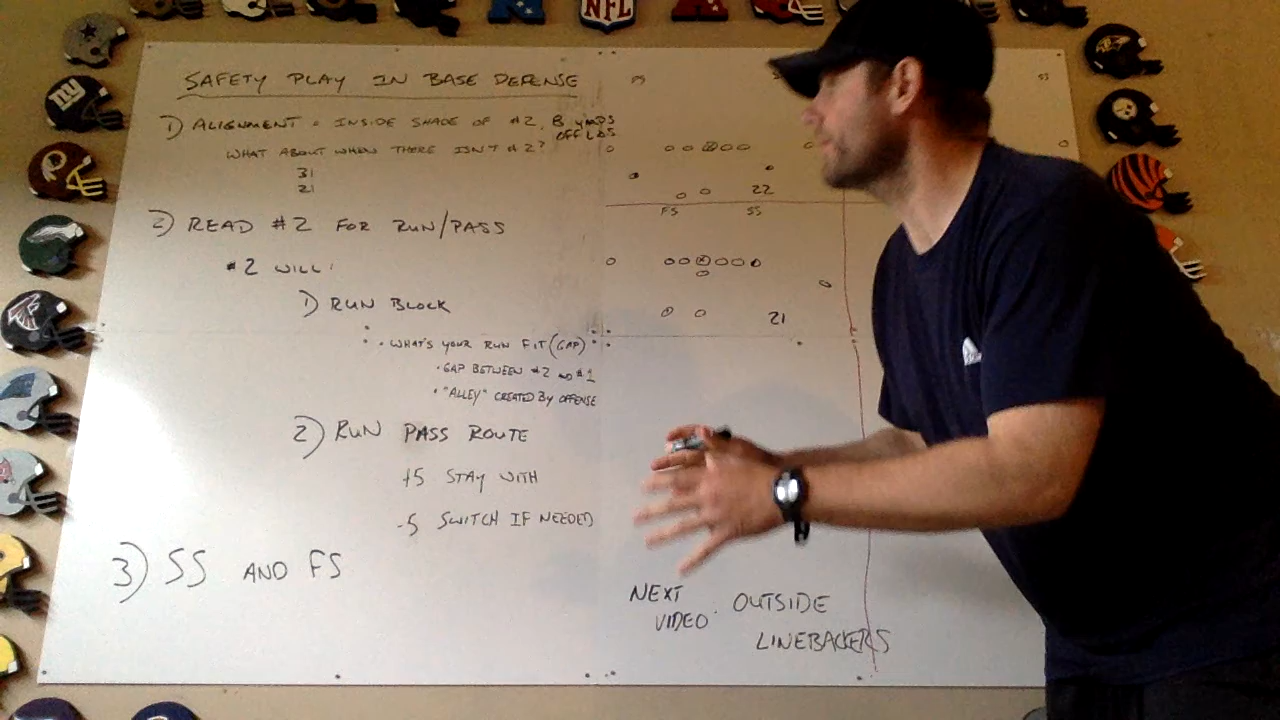 NFL
SAFETY PLAY IN BASE DEFENSE
1) ALIGNMENT - INSIDE SHADE OF #2, 8 YARDS
OFF LOS
WHAT ABOUT WHEN THERE ISN'T #2?
31
21
2) READ #2 FOR RUN/PASS
#2 WILL:
1) RUN BLOCK
• WHAT'S YOUR RUN FIT (GAP)
• GAP BETWEEN #2 AND #1
• "ALLEY" CREATED BY OFFENSE
2) RUN PASS ROUTE
+5 STAY WITH
-5 SWITCH IF NEEDED
3) SS AND FS
FS
SS
22
FS SS
21
NEXT
VIDEO: OUTSIDE
LINEBACKERS